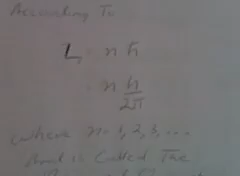 According To
L = n ħ
= n h/2π
where n = 1, 2, 3, ...
And is Called The